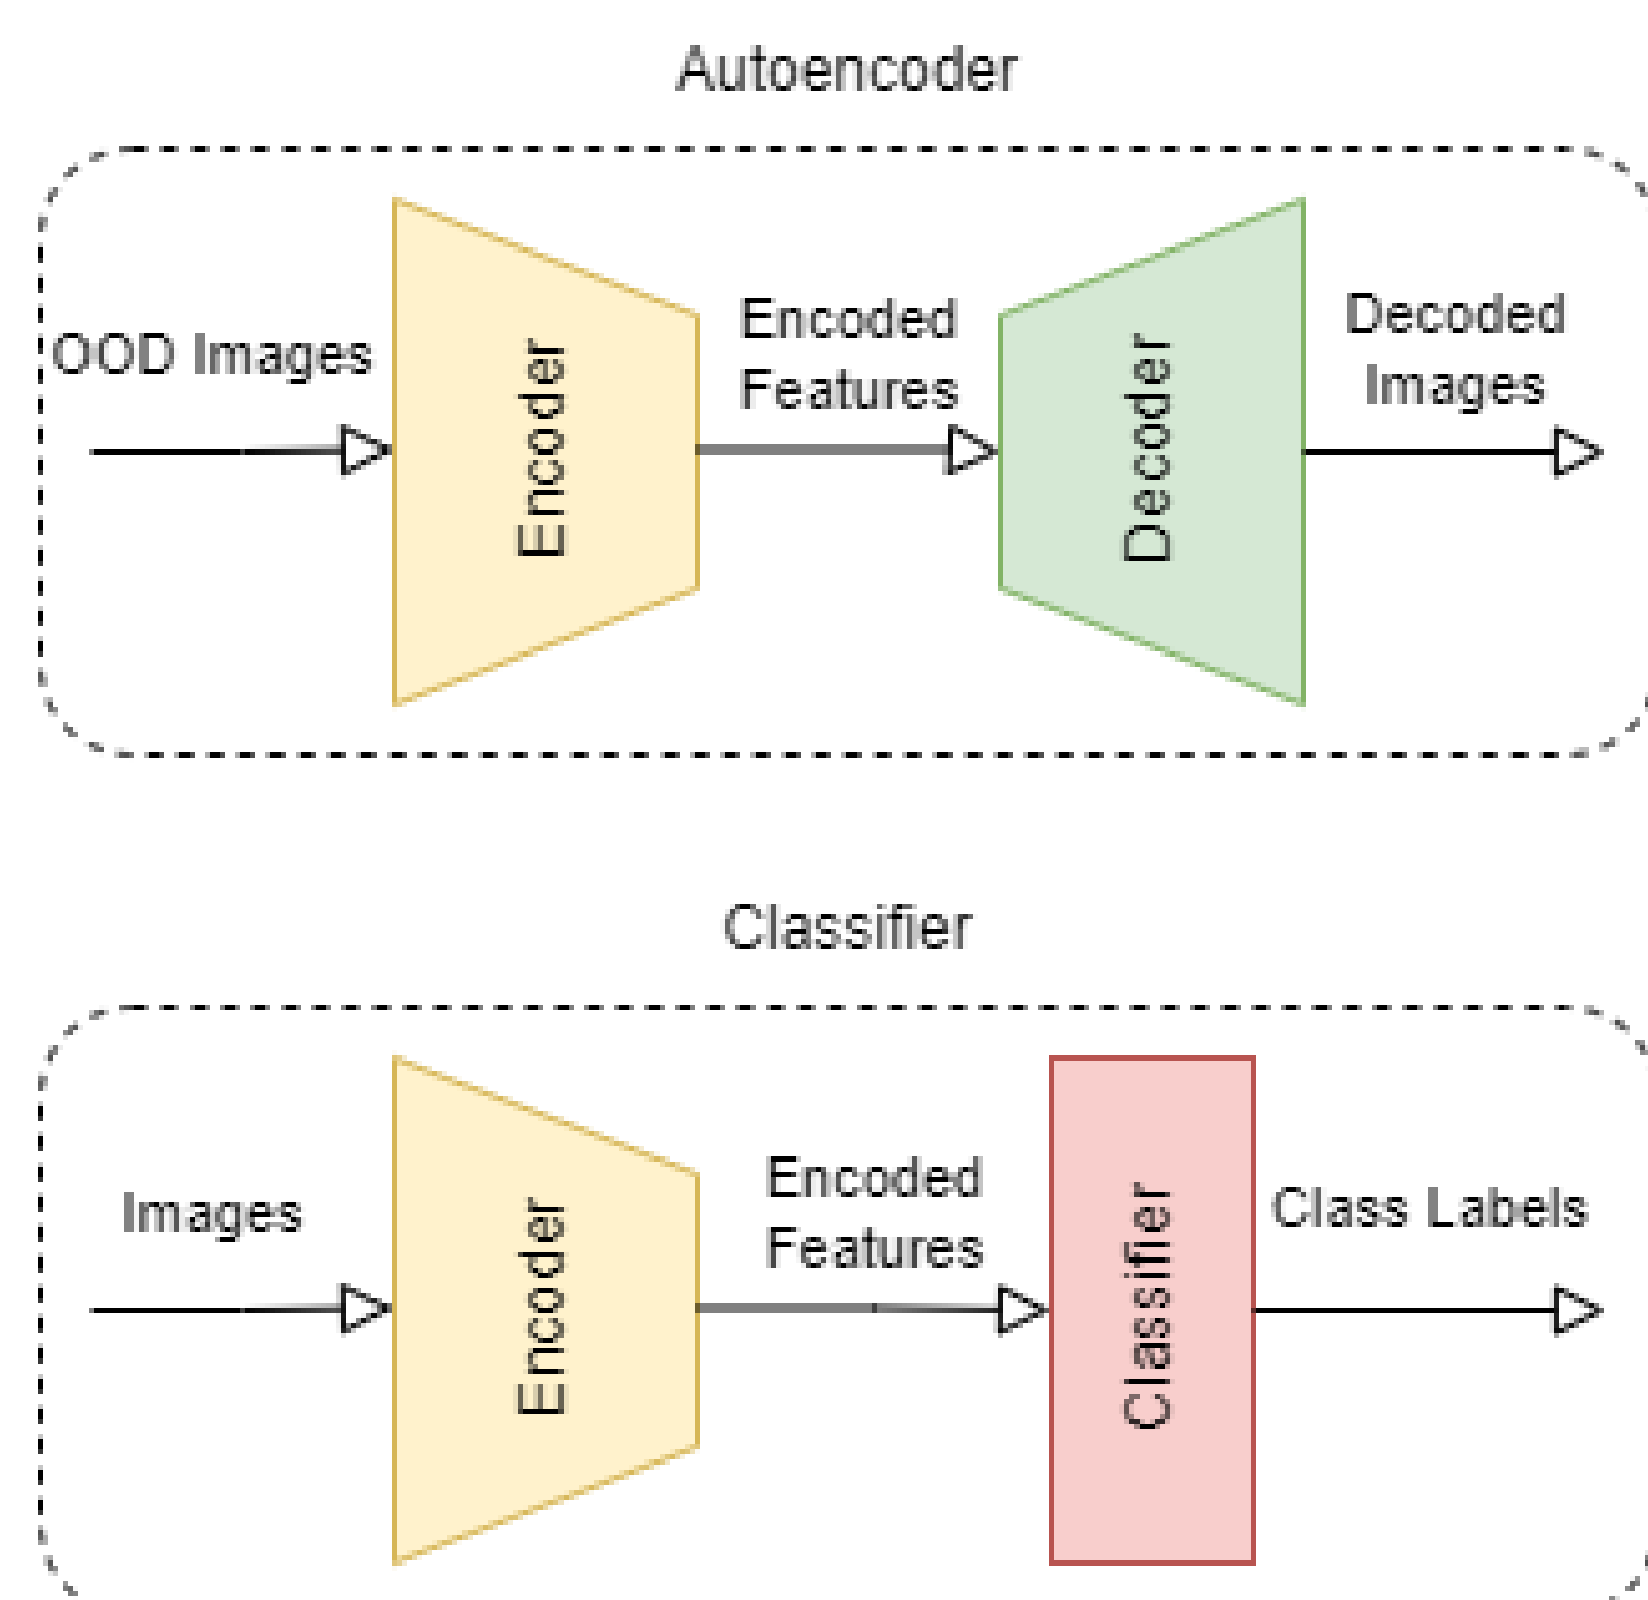 Autoencoder
OOD Images
Encoder
Encoded
Features
Decoder
Decoded
Images
Classifier
Images
Encoder
Encoded
Features
Classifier
Class Labels